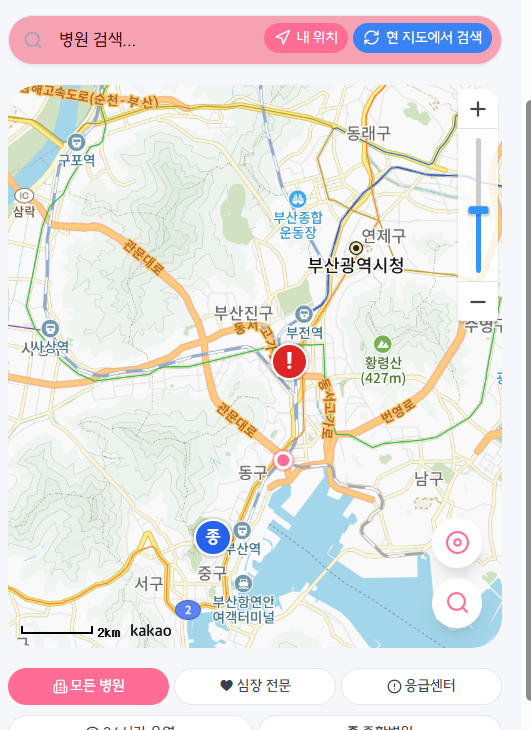 병원 검색...
내 위치
현 지도에서 검색
남해고속도로(순천-부산)
동래구
구포역
IC
삼락
부산종합
운동장
연제구
부산광역시청
관문대로
부산진구
부전역
동서고가
사상역
수영구
황령산
(427m)
동서고가로
번영로
관문대로
동구
남구
종
부산역
중구
서구
부산항연안
여객터미널
2
2km
kakao
모든 병원
심장 전문
응급센터